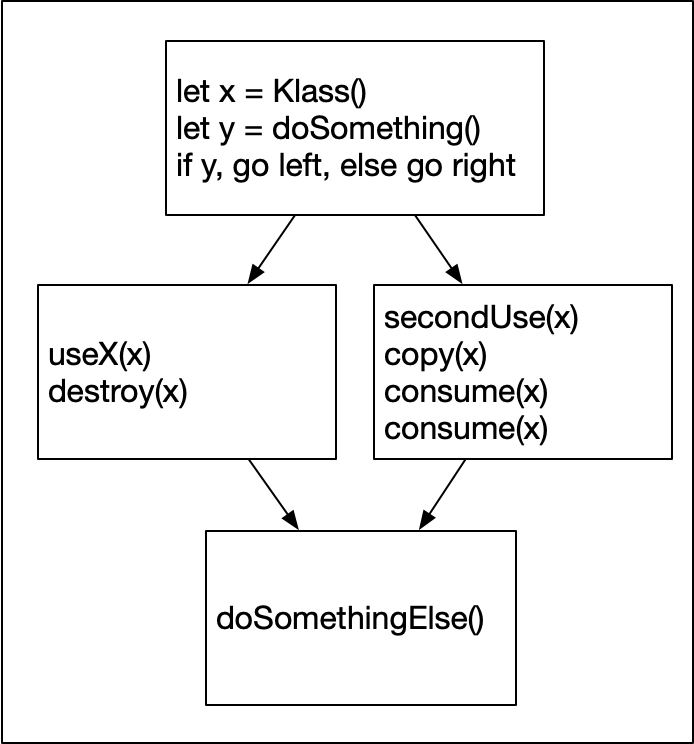 let x = Klass()
let y = doSomething()
if y, go left, else go right
useX(x)
destroy(x)
secondUse(x)
copy(x)
consume(x)
consume(x)
doSomethingElse()